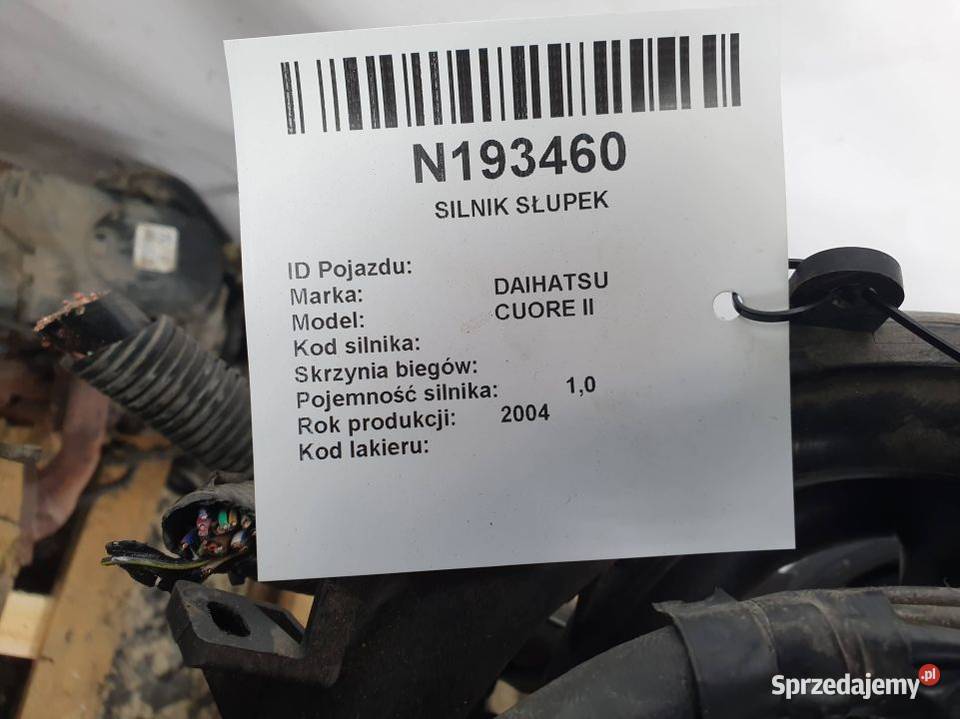 N193460
SILNIK SŁUPEK
ID Pojazdu:
Marka: DAIHATSU
Model: CUORE II
Kod silnika:
Skrzynia biegów:
Pojemność silnika: 1,0
Rok produkcji: 2004
Kod lakieru:
Sprzedajemy.pl